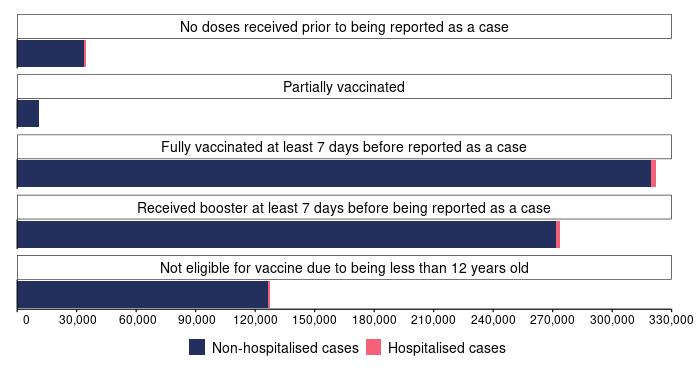 No doses received prior to being reported as a case
Partially vaccinated
Fully vaccinated at least 7 days before reported as a case
Received booster at least 7 days before being reported as a case
Not eligible for vaccine due to being less than 12 years old
0 30,000 60,000 90,000 120,000 150,000 180,000 210,000 240,000 270,000 300,000 330,000
Non-hospitalised cases Hospitalised cases